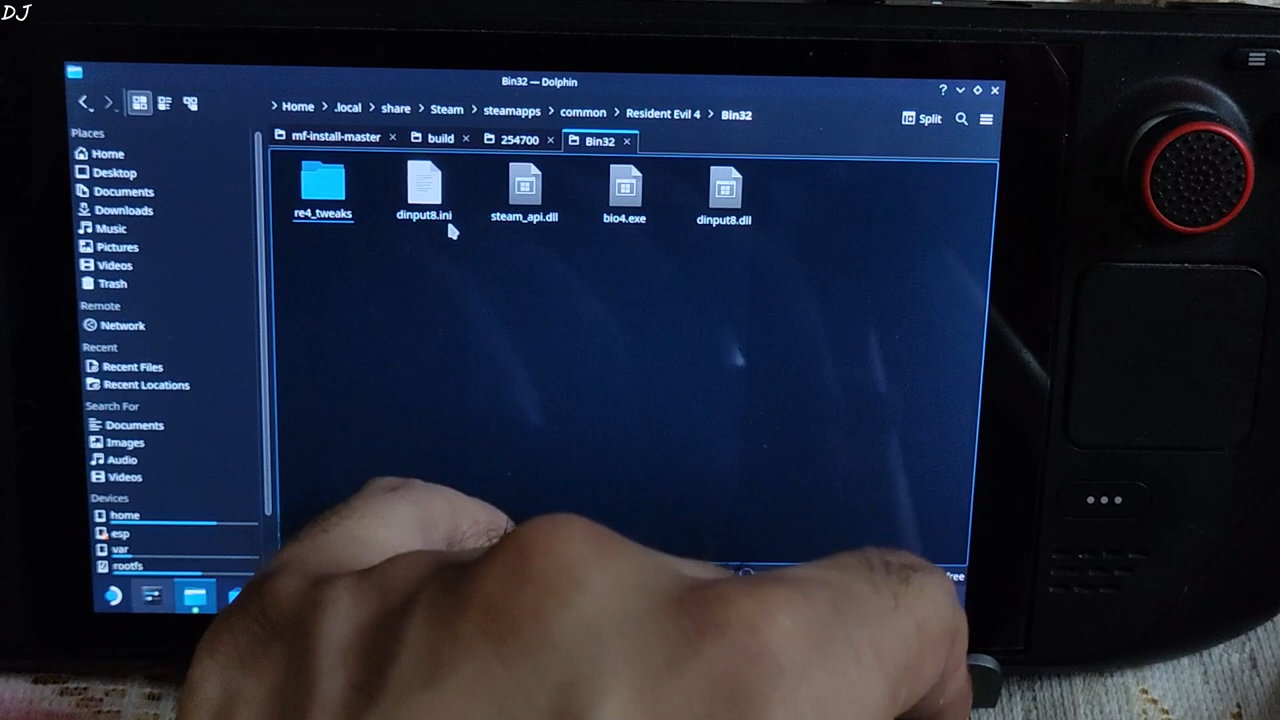 DJ
Bin32 — Dolphin
?
> Home > .local > share > Steam > steamapps > common > Resident Evil 4 > Bin32
Split
mf-install-master
build
254700
Bin32
Places
Home
Desktop
Documents
Downloads
Music
Pictures
Videos
Trash
Remote
Network
Recent
Recent Files
Recent Locations
Search For
Documents
Images
Audio
Videos
Devices
home
esp
var
rootfs
re4_tweaks
dinput8.ini
steam_api.dll
bio4.exe
dinput8.dll
free